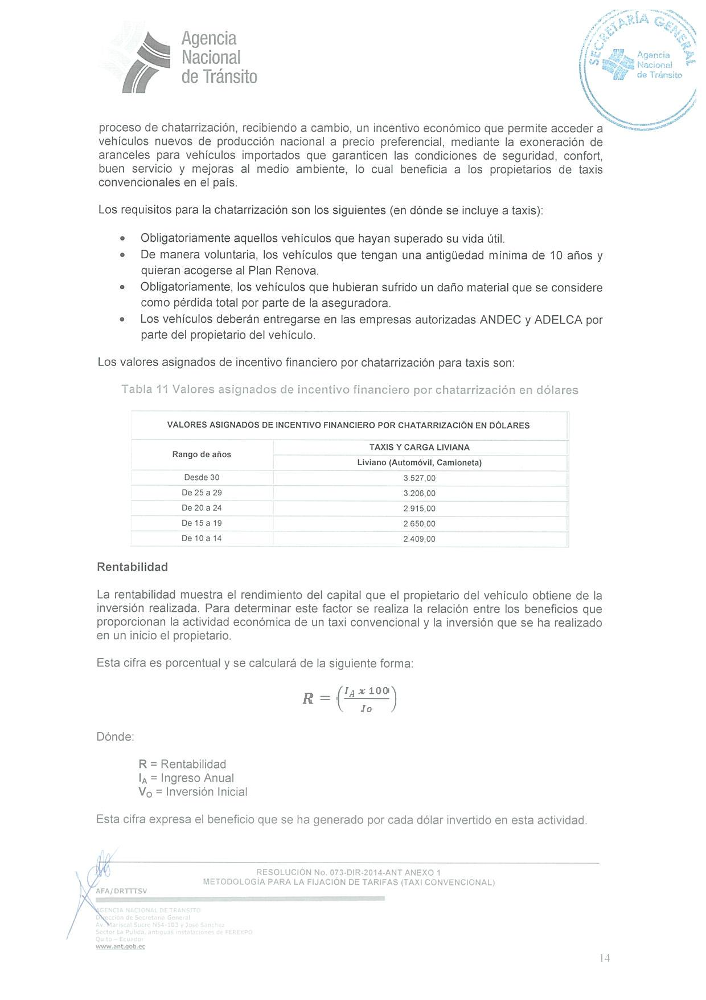 Agencia
Nacional
de Tránsito
SECRETARÍA GENERAL
Agencia
Nacional
de Tránsito
proceso de chatarrización, recibiendo a cambio, un incentivo económico que permite acceder a
vehículos nuevos de producción nacional a precio preferencial, mediante la exoneración de
aranceles para vehículos importados que garanticen las condiciones de seguridad, confort,
buen servicio y mejoras al medio ambiente, lo cual beneficia a los propietarios de taxis
convencionales en el país.
Los requisitos para la chatarrización son los siguientes (en dónde se incluye a taxis):
• Obligatoriamente aquellos vehículos que hayan superado su vida útil.
• De manera voluntaria, los vehículos que tengan una antigüedad mínima de 10 años y
quieran acogerse al Plan Renova.
• Obligatoriamente, los vehículos que hubieran sufrido un daño material que se considere
como pérdida total por parte de la aseguradora.
• Los vehículos deberán entregarse en las empresas autorizadas ANDEC y ADELCA por
parte del propietario del vehículo.
Los valores asignados de incentivo financiero por chatarrización para taxis son:
Tabla 11 Valores asignados de incentivo financiero por chatarrización en dólares
VALORES ASIGNADOS DE INCENTIVO FINANCIERO POR CHATARRIZACIÓN EN DÓLARES
Rango de años
TAXIS Y CARGA LIVIANA
Liviano (Automóvil, Camioneta)
Desde 30 3.527,00
De 25 a 29 3.206,00
De 20 a 24 2.915,00
De 15 a 19 2.650,00
De 10 a 14 2.409,00
Rentabilidad
La rentabilidad muestra el rendimiento del capital que el propietario del vehículo obtiene de la
inversión realizada. Para determinar este factor se realiza la relación entre los beneficios que
proporcionan la actividad económica de un taxi convencional y la inversión que se ha realizado
en un inicio el propietario.
Esta cifra es porcentual y se calculará de la siguiente forma:
R = (I_A x 100 / Io)
Dónde:
R = Rentabilidad
I_A = Ingreso Anual
V_O = Inversión Inicial
Esta cifra expresa el beneficio que se ha generado por cada dólar invertido en esta actividad.
RESOLUCIÓN No. 073-DIR-2014-ANT ANEXO 1
METODOLOGÍA PARA LA FIJACIÓN DE TARIFAS (TAXI CONVENCIONAL)
AFA/DRTTTSV
AGENCIA NACIONAL DE TRANSITO
Dirección de Secretaría General
Av. Mariscal Sucre N54-103 y José Sánchez
Sector La Pulida, antiguas instalaciones de FEREXPO
Quito – Ecuador
www.ant.gob.ec
14